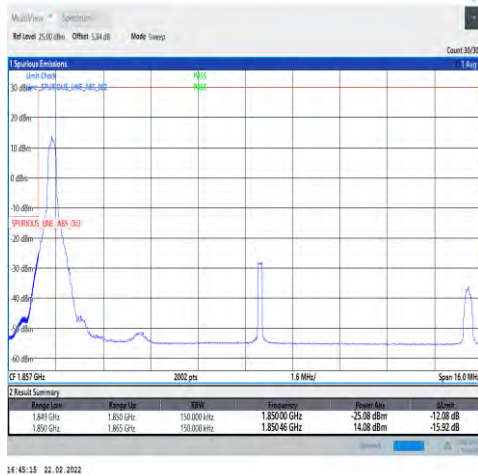 MultiView Spectrum
Ref Level 25.00 dBm Offset 5.84 dB Mode Sweep
Count 30/30
1 Spurious Emissions 1 Avg
Limit Check PASS
SPURIOUS_LINE_ABS_002 PASS
30 dBm
20 dBm
10 dBm
0 dBm
-10 dBm
SPURIOUS_LINE_ABS_002
-20 dBm
-30 dBm
-40 dBm
-60 dBm
CF 1.857 GHz 2002 pts 1.6 MHz/ Span 16.0 MHz
2 Result Summary
Range Low Range Up RBW Frequency Power Abs ΔLimit
1.849 GHz 1.850 GHz 150.000 kHz 1.85000 GHz -25.08 dBm -12.08 dB
1.850 GHz 1.865 GHz 150.000 kHz 1.85046 GHz 14.08 dBm -15.92 dB
16:45:15 22.02.2022